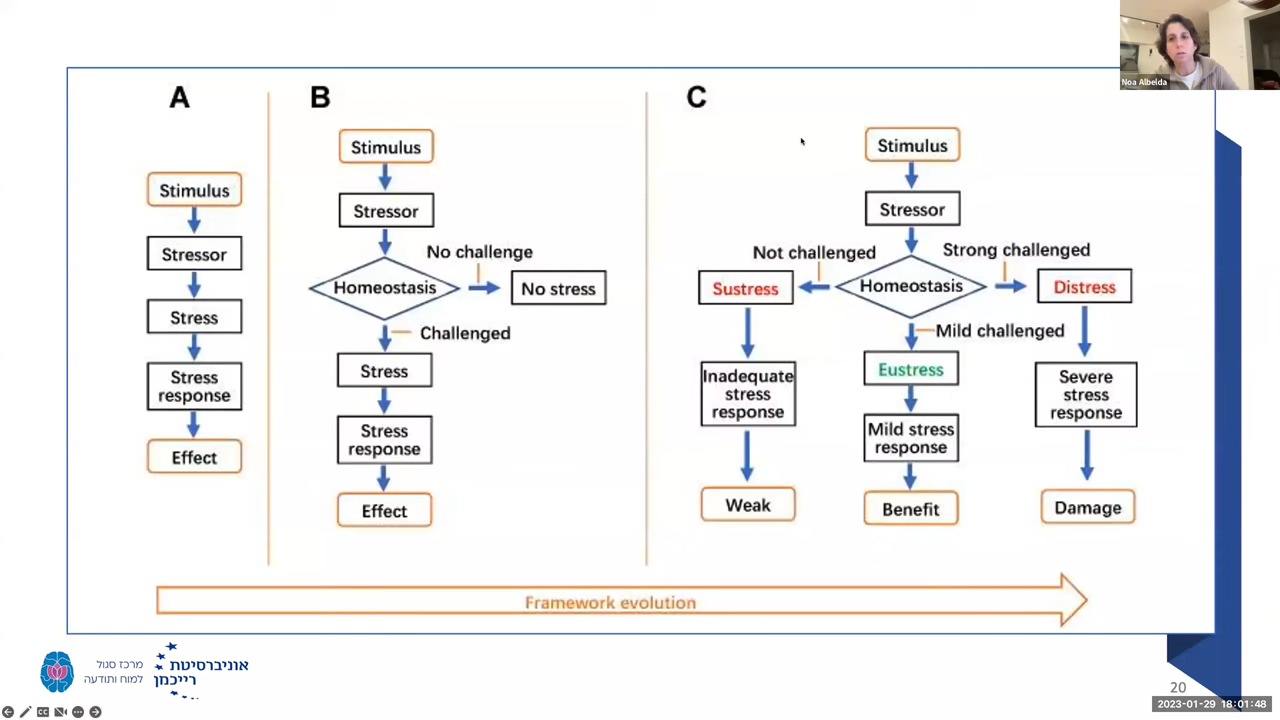 Noa Albelda
A
Stimulus
Stressor
Stress
Stress
response
Effect
B
Stimulus
Stressor
No challenge
Homeostasis
No stress
Challenged
Stress
Stress
response
Effect
C
Stimulus
Stressor
Not challenged
Strong challenged
Sustress
Homeostasis
Distress
Mild challenged
Inadequate
stress
response
Eustress
Mild stress
response
Severe
stress
response
Weak
Benefit
Damage
Framework evolution
מרכז סגול
למוח ותודעה
אוניברסיטת
רייכמן
20
2023-01-29 18:01:48
CC